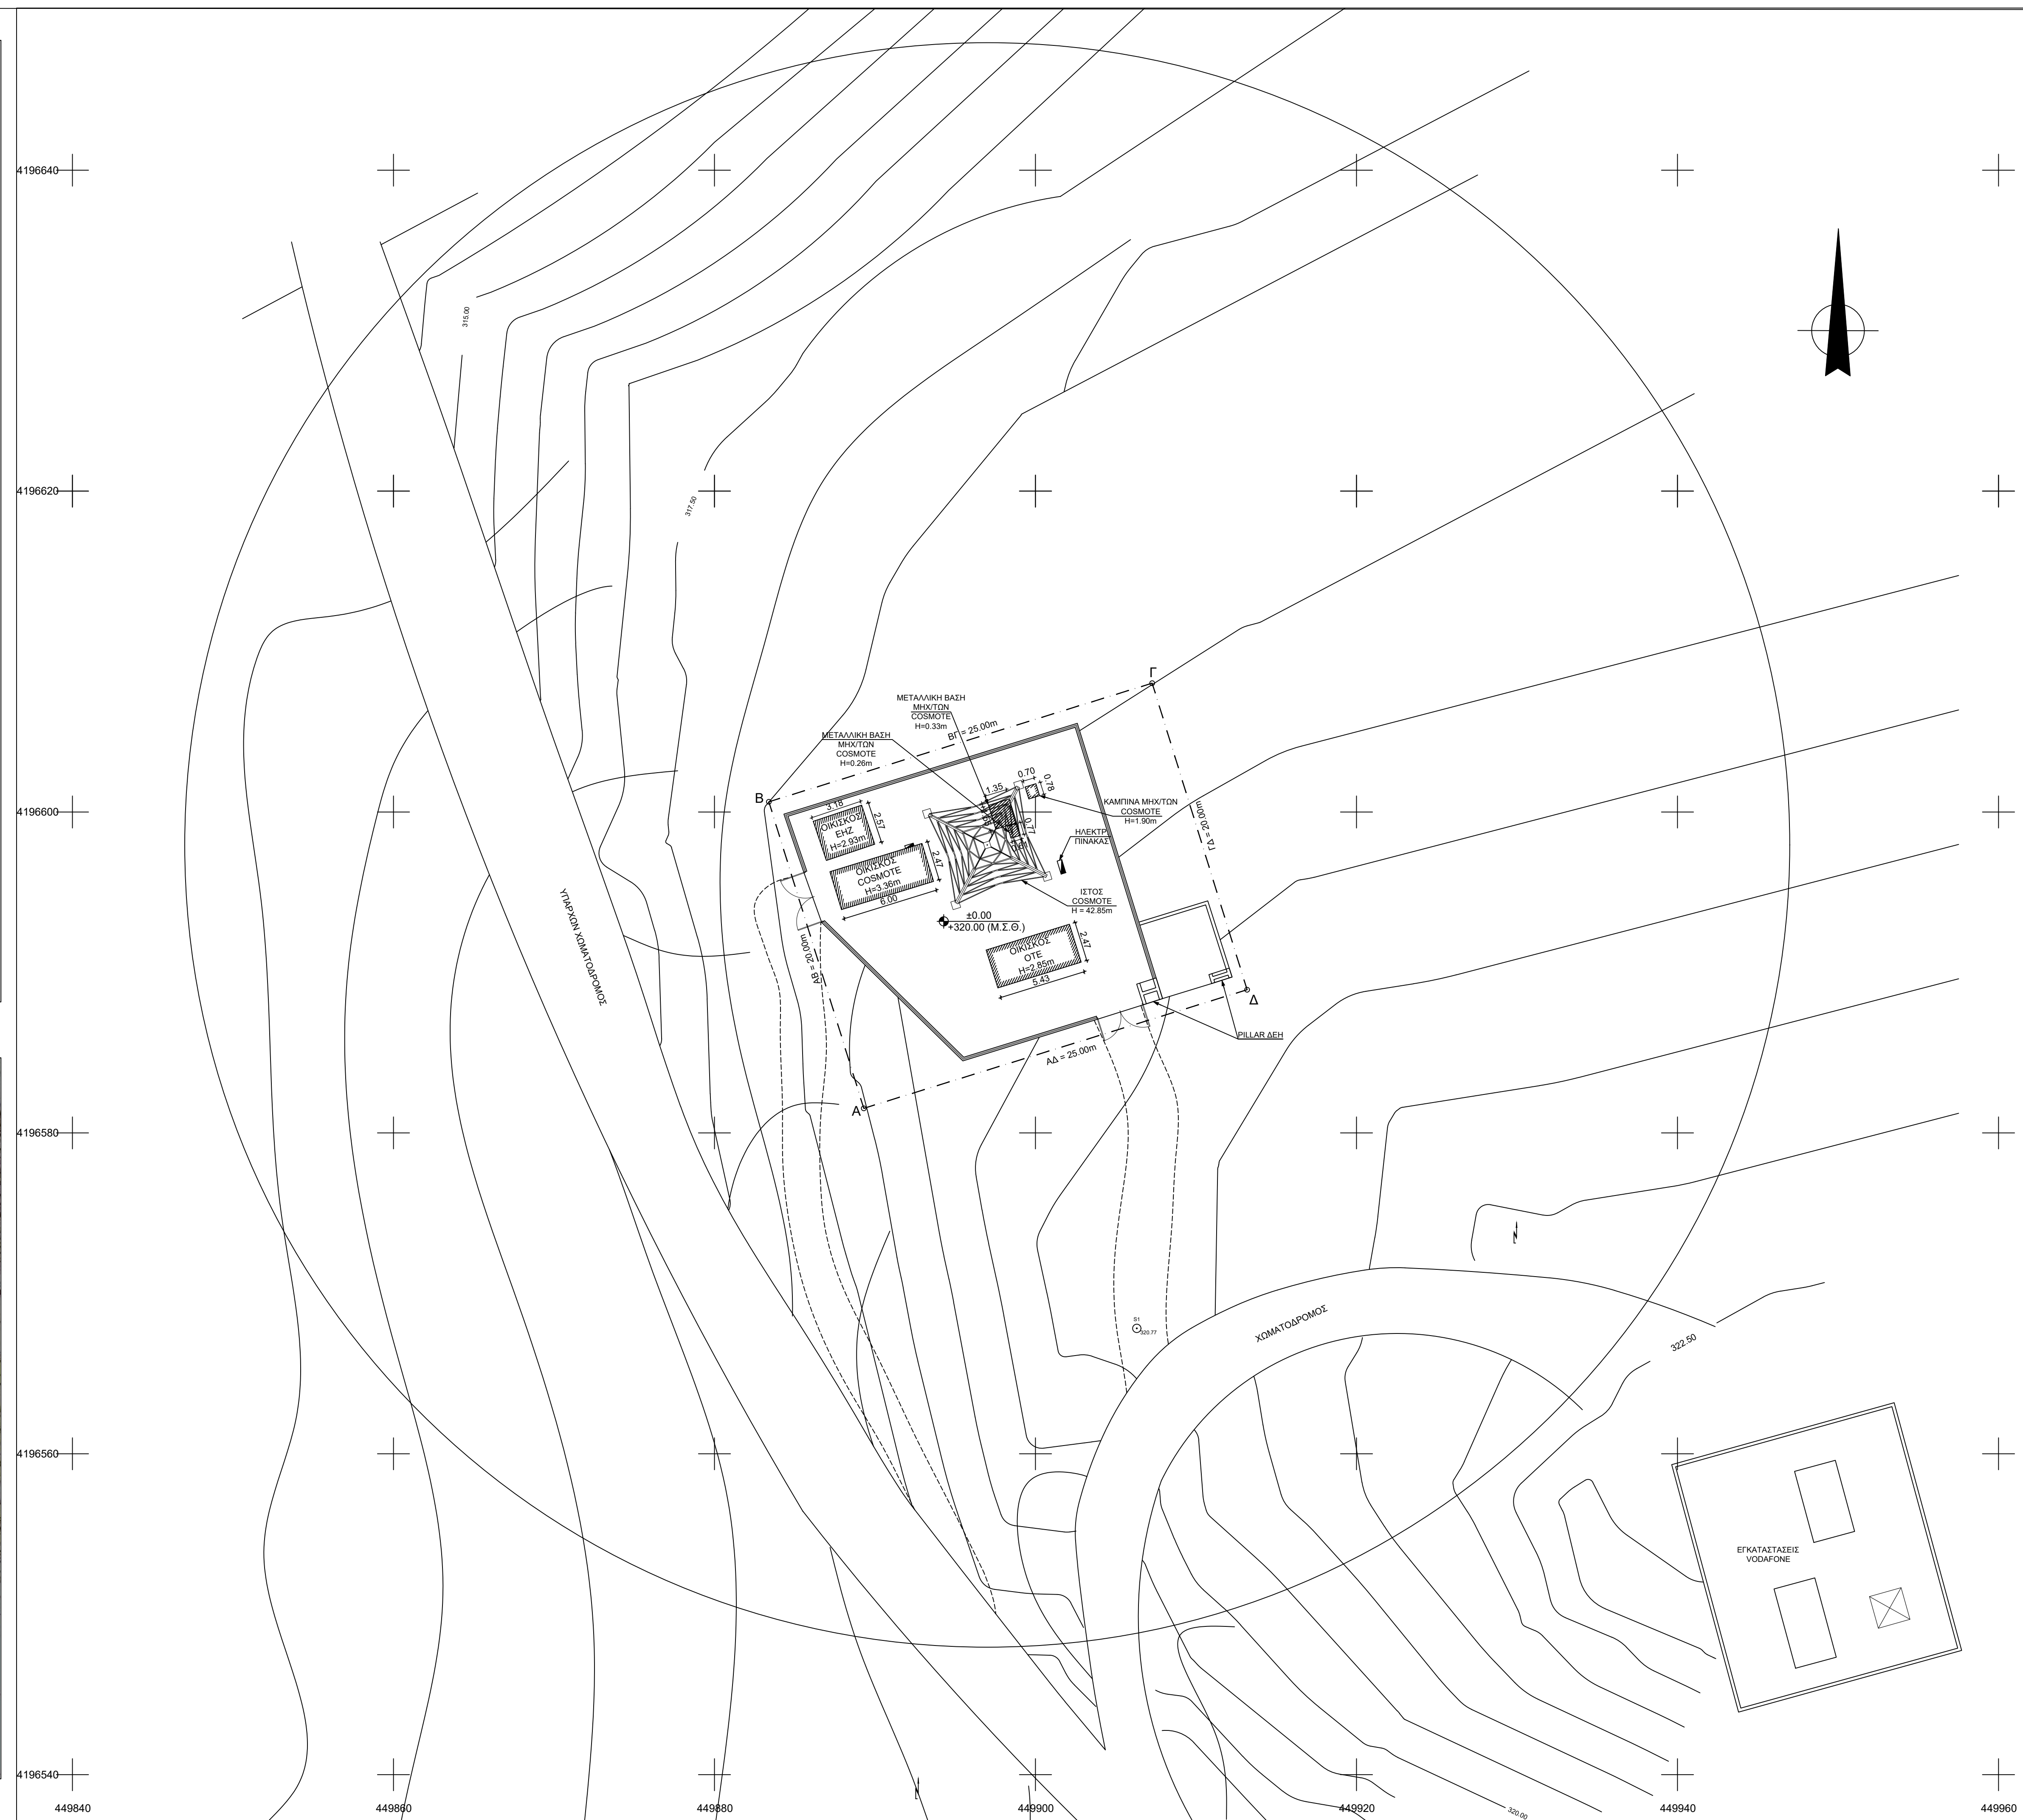 4196640
315.00
4196620
317.50
Γ
ΜΕΤΑΛΛΙΚΗ ΒΑΣΗ
ΜΗΧ/ΤΩΝ
COSMOTE
H=0.33m
ΒΓ = 25.00m
ΜΕΤΑΛΛΙΚΗ ΒΑΣΗ
ΜΗΧ/ΤΩΝ
COSMOTE
H=0.26m
Β
4196600
3.18
2.57
ΟΙΚΙΣΚΟΣ
ΕΗΖ
H=2.93m
1.35
0.70
0.78
0.77
ΚΑΜΠΙΝΑ ΜΗΧ/ΤΩΝ
COSMOTE
H=1.90m
ΓΔ = 20.00m
ΗΛΕΚΤΡ.
ΠΙΝΑΚΑΣ
ΟΙΚΙΣΚΟΣ
COSMOTE
H=3.36m
2.47
6.00
ΙΣΤΟΣ
COSMOTE
H = 42.85m
±0.00
+320.00 (Μ.Σ.Θ.)
ΥΠΑΡΧΩΝ ΧΩΜΑΤΟΔΡΟΜΟΣ
ΑΒ = 20.00m
ΟΙΚΙΣΚΟΣ
ΟΤΕ
H=2.85m
2.47
5.43
Δ
PILLAR ΔΕΗ
ΑΔ = 25.00m
Α
4196580
N
S1
320.77
ΧΩΜΑΤΟΔΡΟΜΟΣ
322.50
4196560
ΕΓΚΑΤΑΣΤΑΣΕΙΣ
VODAFONE
4196540
N
320.00
449840
449860
449880
449900
449920
449940
449960